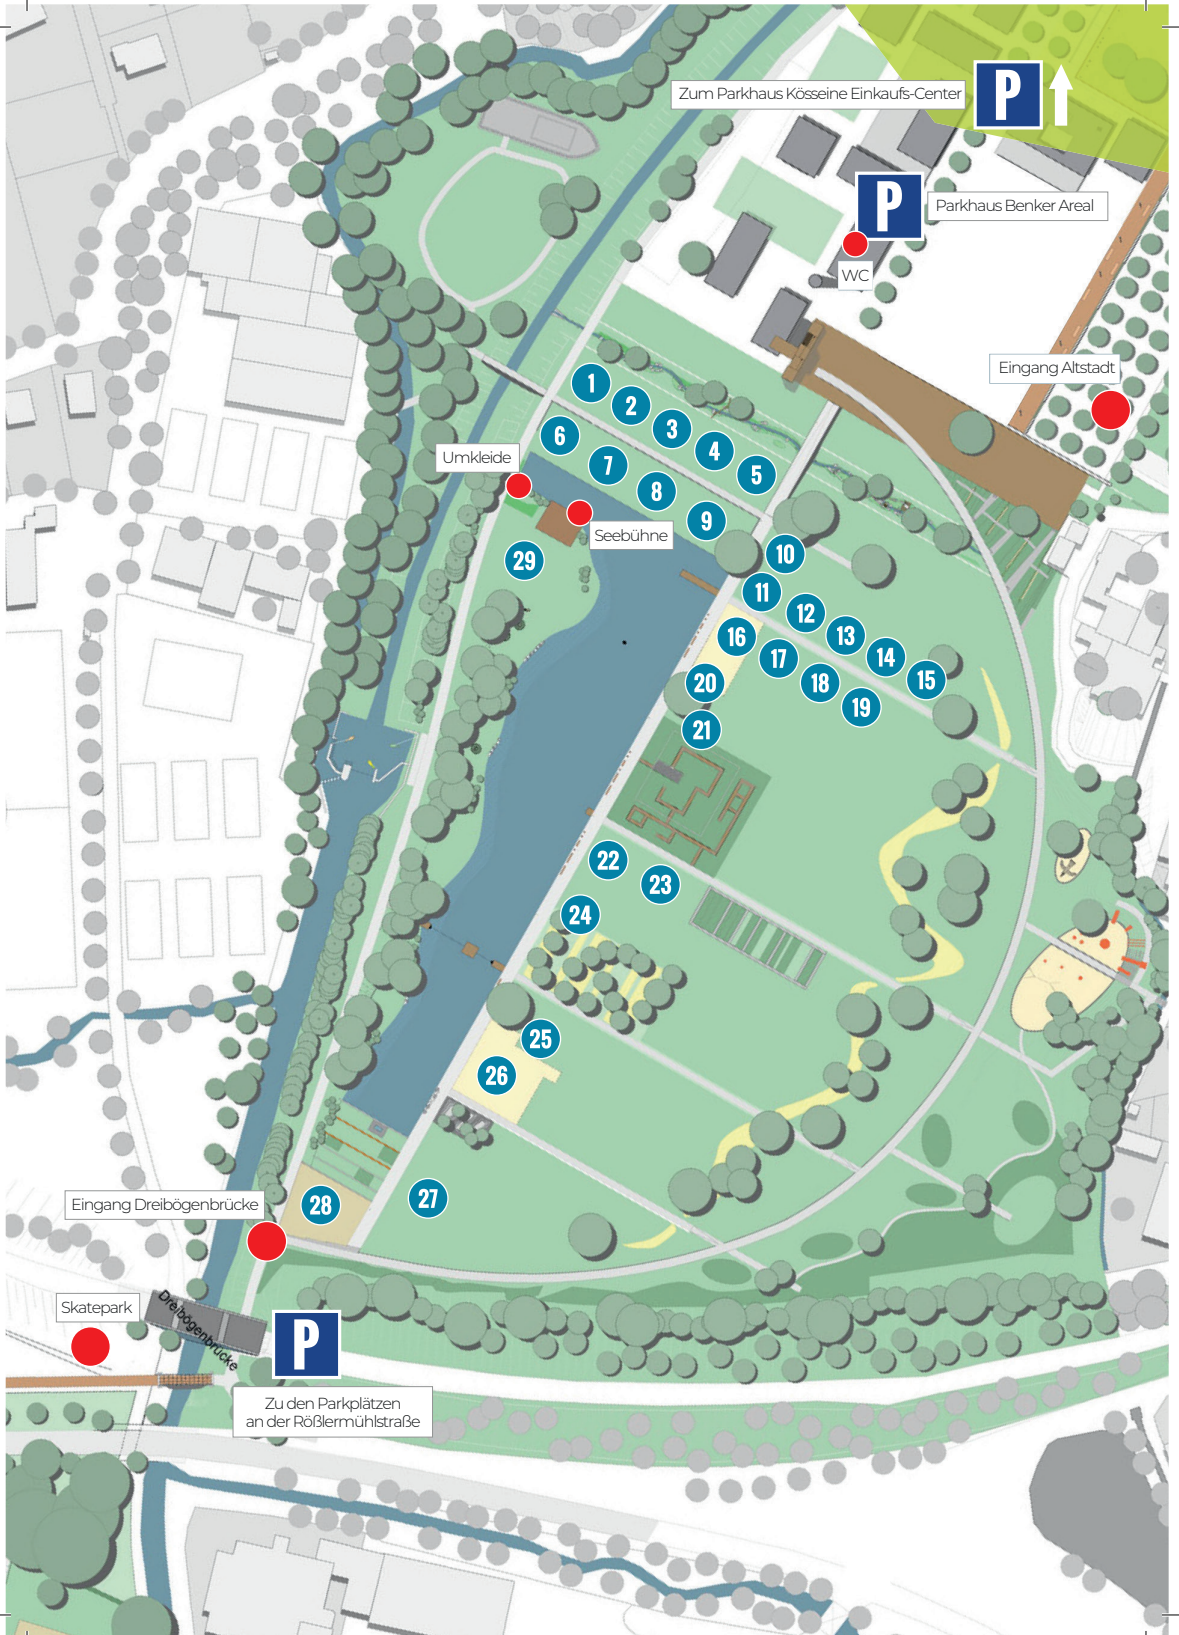 Zum Parkhaus Kösseine Einkaufs-Center
P
P
Parkhaus Benker Areal
WC
Eingang Altstadt
1
2
3
4
5
6
7
8
9
Umkleide
Seebühne
29
10
11
12
13
14
15
16
17
18
19
20
21
22
23
24
25
26
27
28
Eingang Dreibögenbrücke
Skatepark
Dreibögenbrücke
P
Zu den Parkplätzen
an der Rößlermühlstraße